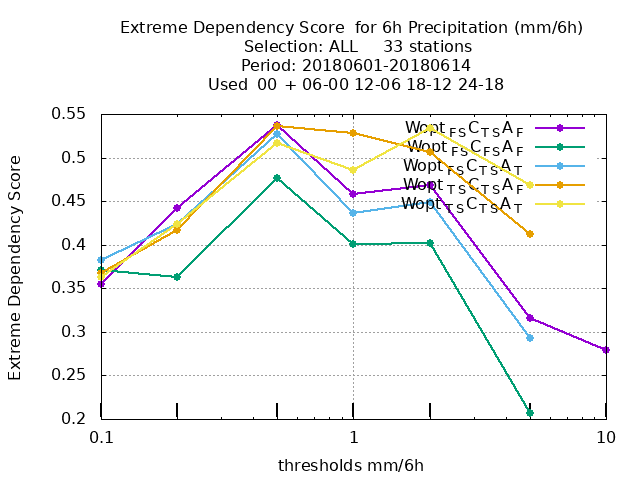 Extreme Dependency Score for 6h Precipitation (mm/6h)
Selection: ALL 33 stations
Period: 20180601-20180614
Used 00 + 06-00 12-06 18-12 24-18
Extreme Dependency Score
0.55
0.5
0.45
0.4
0.35
0.3
0.25
0.2
0.1
1
10
thresholds mm/6h
Wopt FS C TS A F
Wopt FS C TS A F
Wopt FS C TS A T
Wopt TS C TS A F
Wopt TS C TS A T